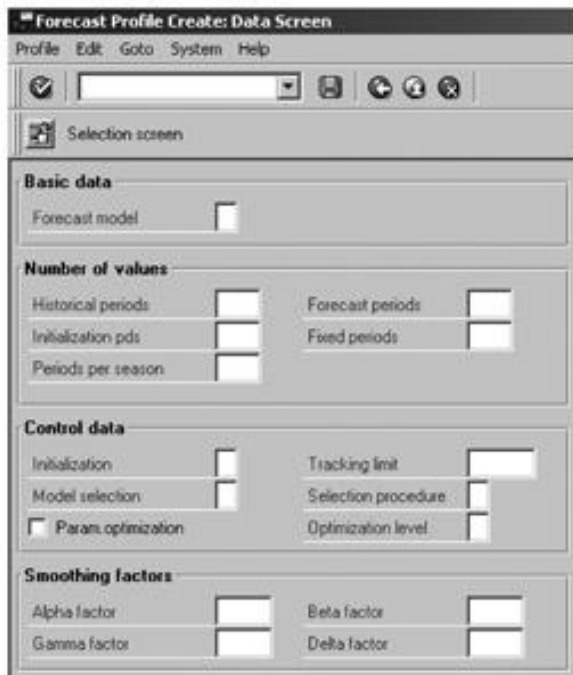 Forecast Profile Create: Data Screen
Profile Edit Goto System Help
Selection screen
Basic data
Forecast model
Number of values
Historical periods Forecast periods
Initialization pds Fixed periods
Periods per season
Control data
Initialization Tracking limit
Model selection Selection procedure
Param.optimization Optimization level
Smoothing factors
Alpha factor Beta factor
Gamma factor Delta factor